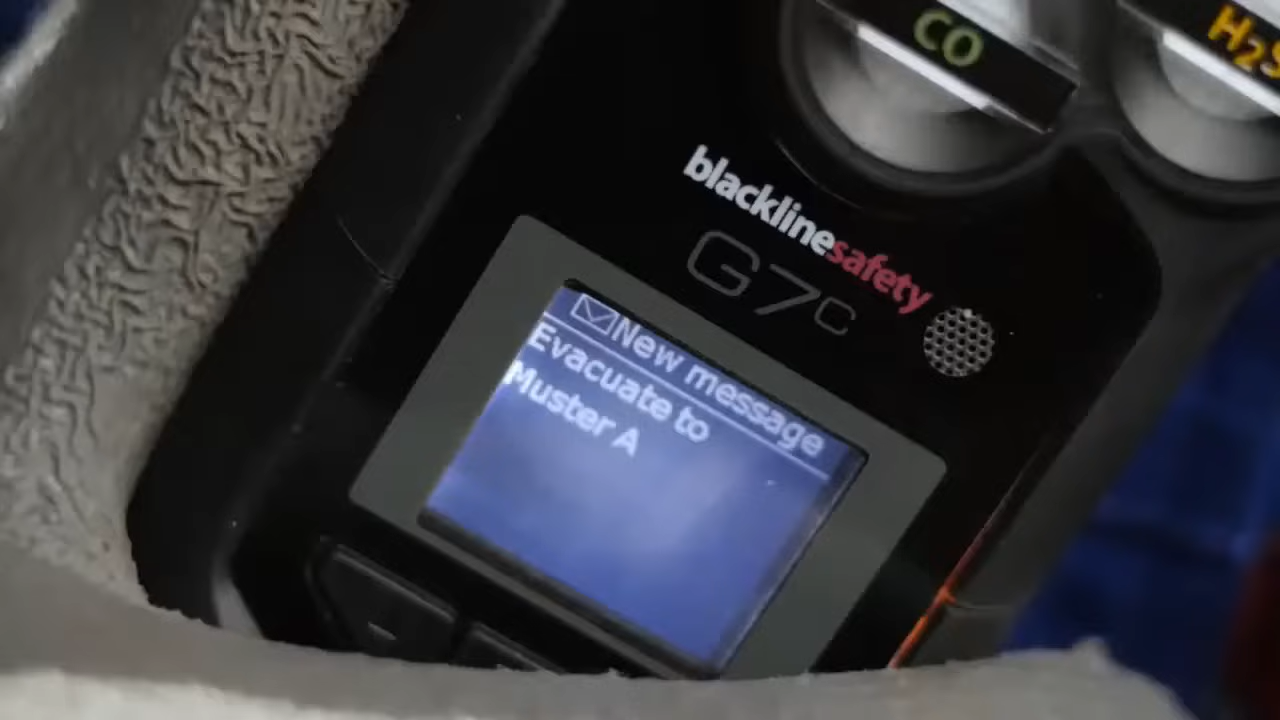 CO
H₂S
blacklinesafety
G7c
New message
Evacuate to
Muster A